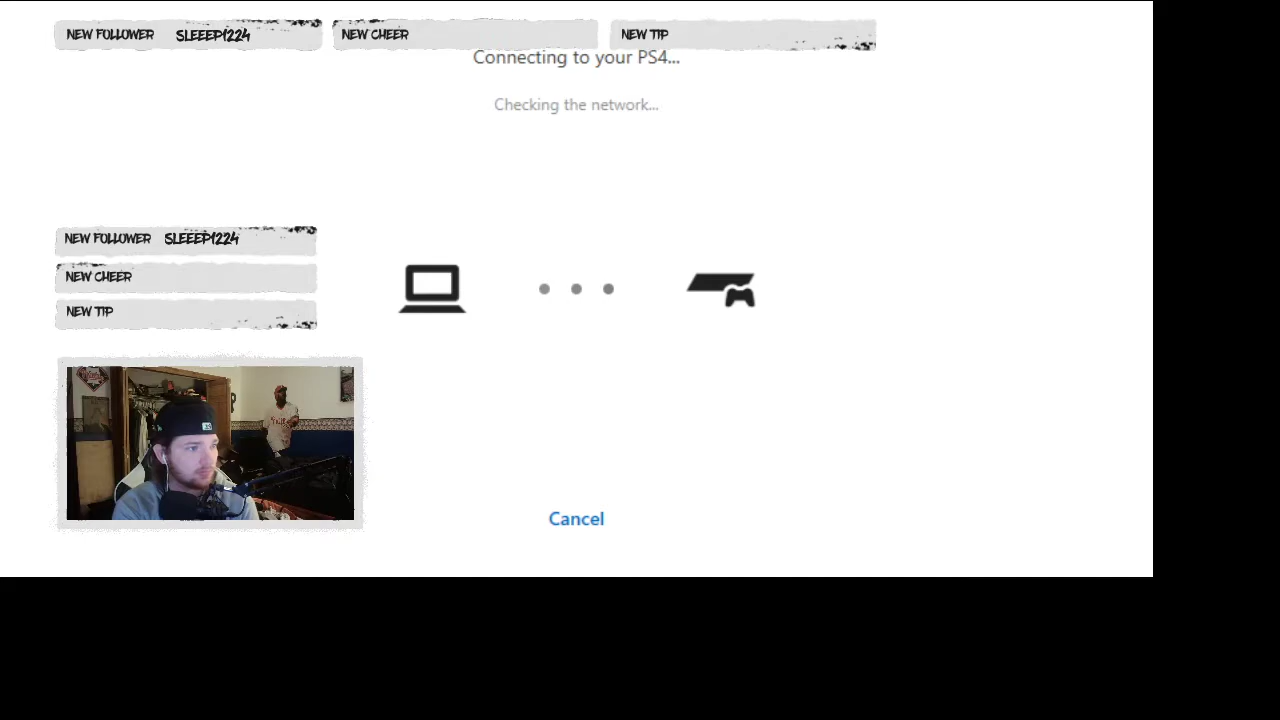 NEW FOLLOWER SLEEEP1224
NEW CHEER
NEW TIP
Connecting to your PS4...
Checking the network...
NEW FOLLOWER SLEEEP1224
NEW CHEER
NEW TIP
Phillies
Cancel